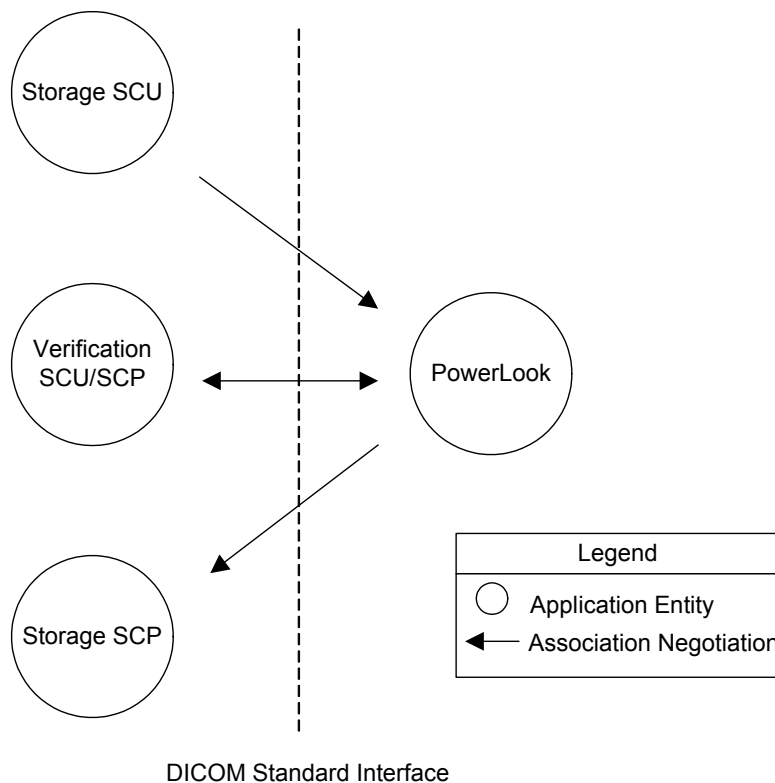 Storage SCU
Verification
SCU/SCP
PowerLook
Storage SCP
Legend
Application Entity
Association Negotiation
DICOM Standard Interface